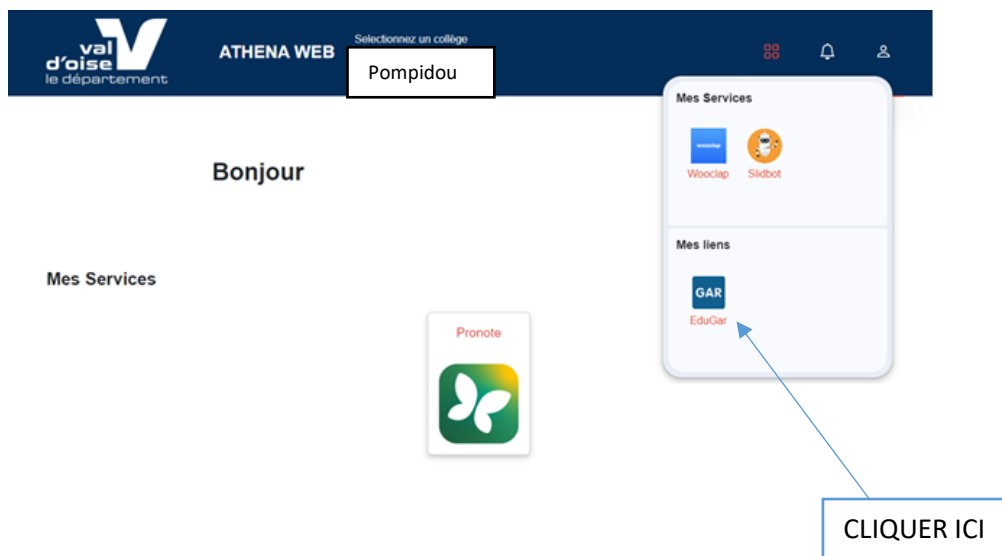 val
d'oise
le département
ATHENA WEB
Selectionnez un collège
Pompidou
Mes Services
wooclap
Wooclap
Slidbot
Bonjour
Mes liens
Mes Services
GAR
EduGar
Pronote
CLIQUER ICI